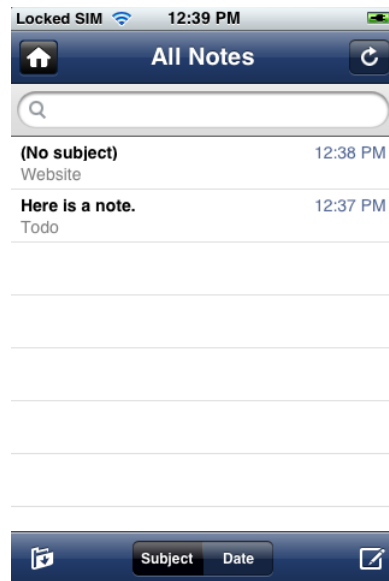 Locked SIM 12:39 PM
All Notes
(No subject) 12:38 PM
Website
Here is a note. 12:37 PM
Todo
Subject Date